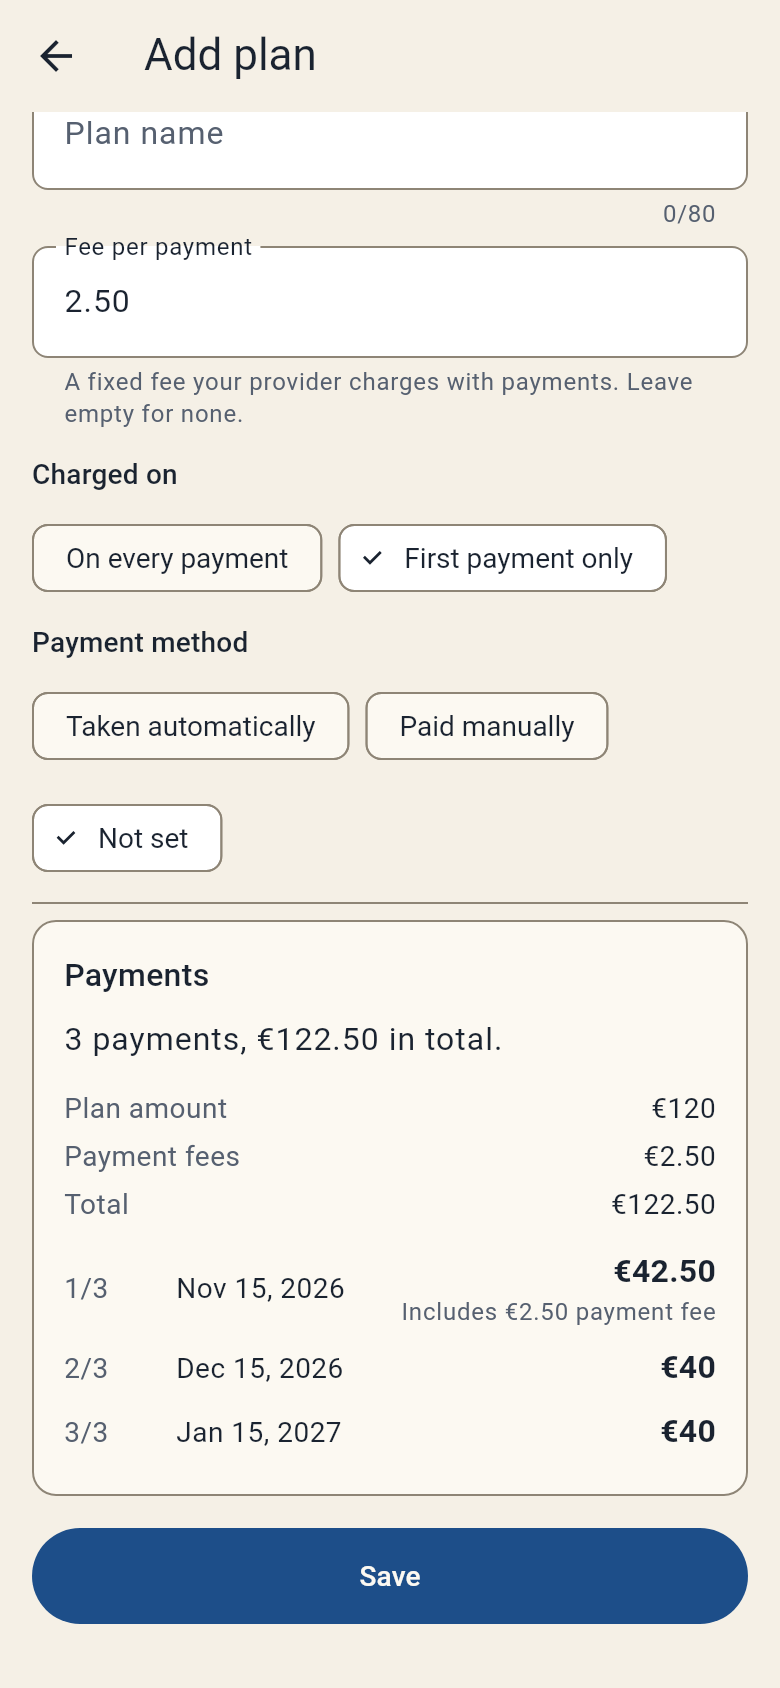 Add plan
Plan name
0/80
Fee per payment
2.50
A fixed fee your provider charges with payments. Leave
empty for none.
Charged on
On every payment
First payment only
Payment method
Taken automatically
Paid manually
Not set
Payments
3 payments, €122.50 in total.
Plan amount €120
Payment fees €2.50
Total €122.50
1/3 Nov 15, 2026 €42.50
Includes €2.50 payment fee
2/3 Dec 15, 2026 €40
3/3 Jan 15, 2027 €40
Save